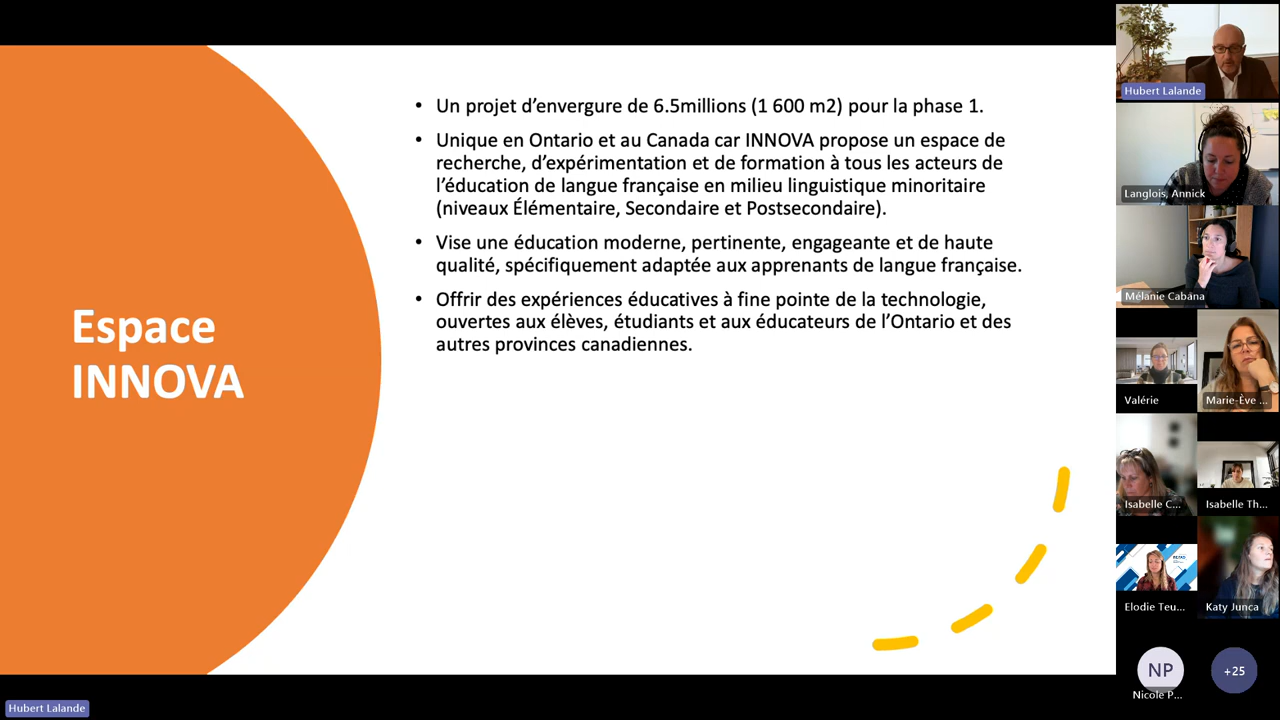 Espace
INNOVA
• Un projet d’envergure de 6.5millions (1 600 m2) pour la phase 1.
• Unique en Ontario et au Canada car INNOVA propose un espace de
recherche, d’expérimentation et de formation à tous les acteurs de
l’éducation de langue française en milieu linguistique minoritaire
(niveaux Élémentaire, Secondaire et Postsecondaire).
• Vise une éducation moderne, pertinente, engageante et de haute
qualité, spécifiquement adaptée aux apprenants de langue française.
• Offrir des expériences éducatives à fine pointe de la technologie,
ouvertes aux élèves, étudiants et aux éducateurs de l’Ontario et des
autres provinces canadiennes.
Hubert Lalande
Langlois, Annick
Mélanie Cabana
Valérie
Marie-Ève ...
Isabelle C...
Isabelle Th...
Elodie Teu...
Katy Junca
NP
Nicole P...
+25
Hubert Lalande